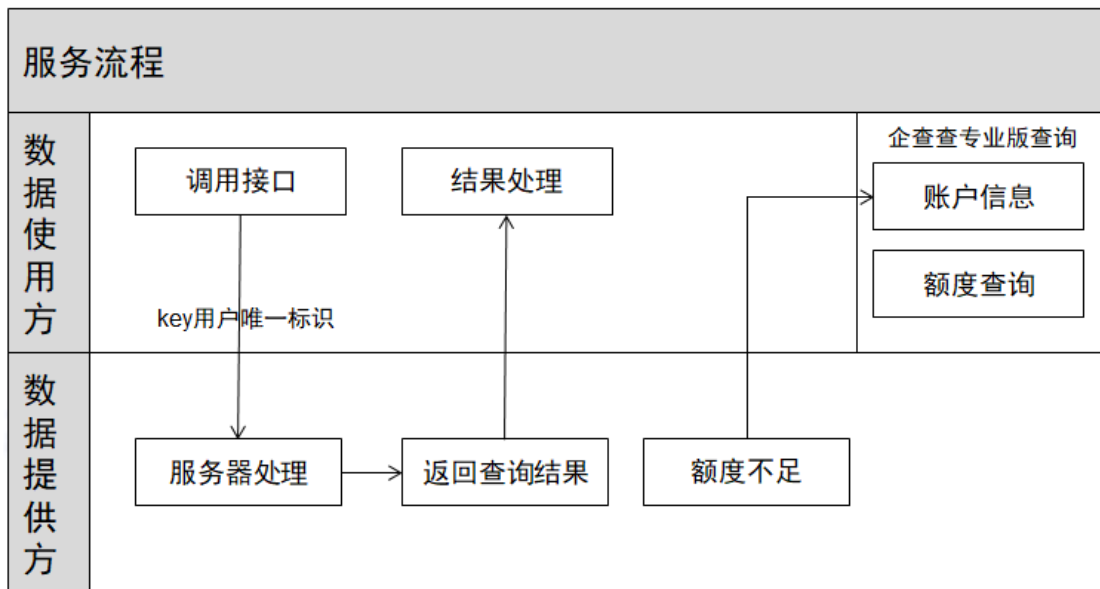 服务流程
数据使用方
调用接口
结果处理
企查查专业版查询
账户信息
额度查询
key用户唯一标识
数据提供方
服务器处理
返回查询结果
额度不足